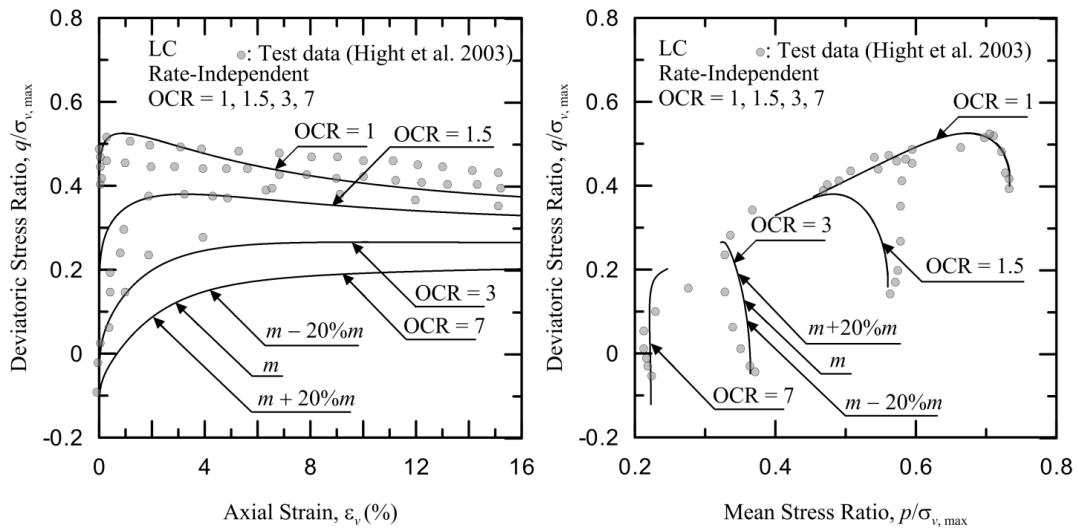 0.8
0.6
0.4
0.2
0
-0.2
Deviatoric Stress Ratio, q/σv, max
LC
: Test data (Hight et al. 2003)
Rate-Independent
OCR = 1, 1.5, 3, 7
OCR = 1
OCR = 1.5
OCR = 3
OCR = 7
m − 20%m
m
m + 20%m
0
4
8
12
16
Axial Strain, εv (%)
0.8
0.6
0.4
0.2
0
-0.2
Deviatoric Stress Ratio, q/σv, max
LC
: Test data (Hight et al. 2003)
Rate-Independent
OCR = 1, 1.5, 3, 7
OCR = 1
OCR = 3
OCR = 1.5
m+20%m
m
OCR = 7
m − 20%m
0.2
0.4
0.6
0.8
Mean Stress Ratio, p/σv, max